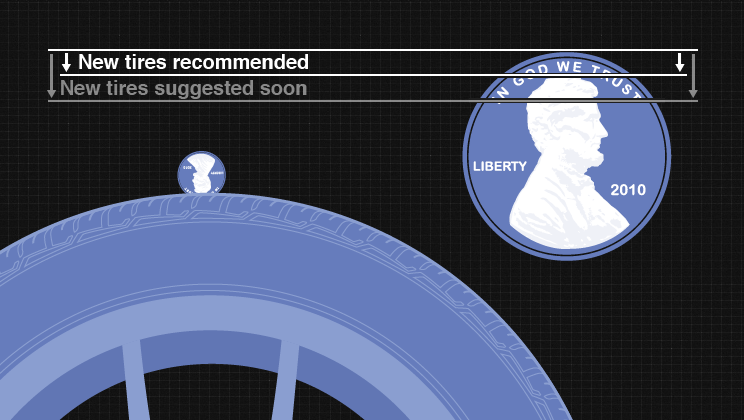 New tires recommended
New tires suggested soon
IN GOD WE TRUST
LIBERTY
2010